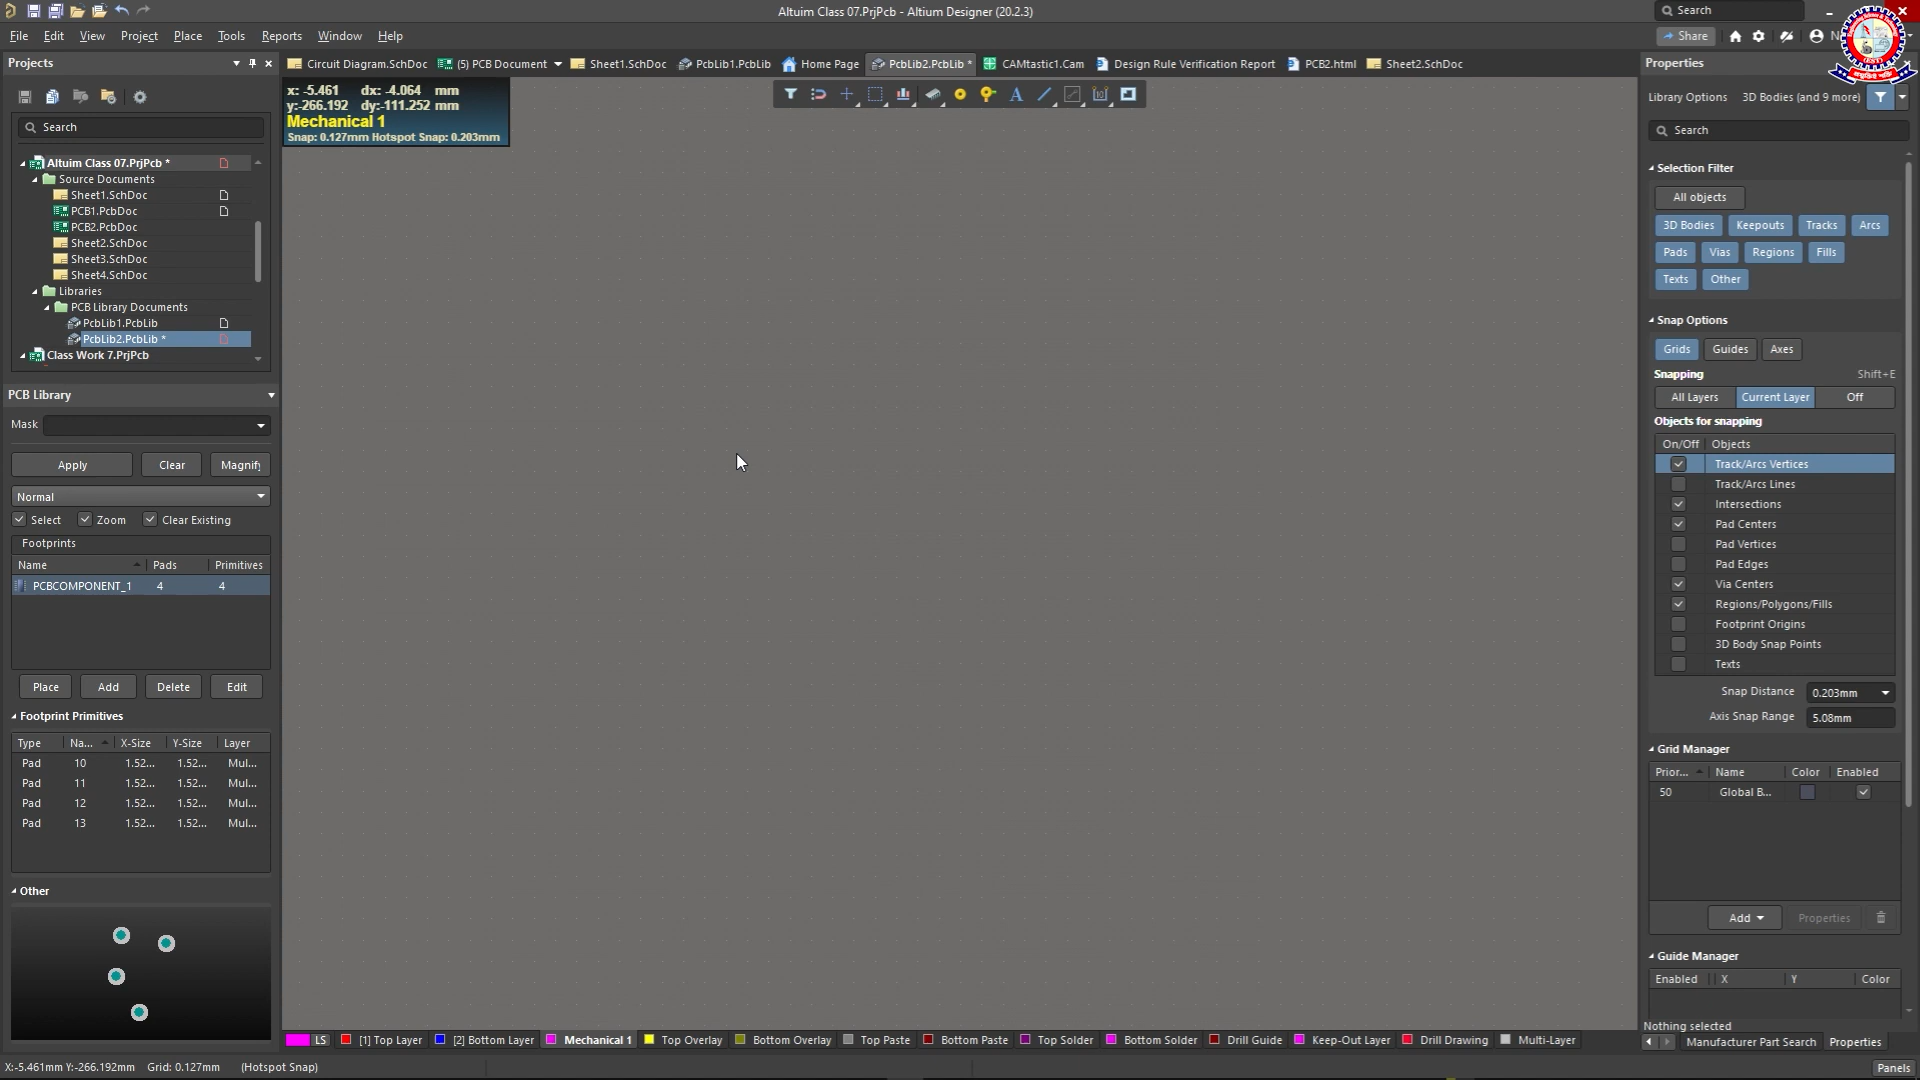 Altuim Class 07.PrjPcb - Altium Designer (20.2.3)
Search
File Edit View Project Place Tools Reports Window Help
Share
Projects
Circuit Diagram.SchDoc (5) PCB Document Sheet1.SchDoc PcbLib1.PcbLib Home Page PcbLib2.PcbLib * CAMtastic1.Cam Design Rule Verification Report PCB2.html Sheet2.SchDoc
Properties
x: -5.461 dx: -4.064 mm
y:-266.192 dy:-111.252 mm
Mechanical 1
Snap: 0.127mm Hotspot Snap: 0.203mm
Search
Altuim Class 07.PrjPcb *
Source Documents
Sheet1.SchDoc
PCB1.PcbDoc
PCB2.PcbDoc
Sheet2.SchDoc
Sheet3.SchDoc
Sheet4.SchDoc
Libraries
PCB Library Documents
PcbLib1.PcbLib
PcbLib2.PcbLib *
Class Work 7.PrjPcb
PCB Library
Mask
Apply Clear Magnify
Normal
Select Zoom Clear Existing
Footprints
Name Pads Primitives
PCBCOMPONENT_1 4 4
Place Add Delete Edit
Footprint Primitives
Type Na... X-Size Y-Size Layer
Pad 10 1.52... 1.52... Mul...
Pad 11 1.52... 1.52... Mul...
Pad 12 1.52... 1.52... Mul...
Pad 13 1.52... 1.52... Mul...
Other
Library Options 3D Bodies (and 9 more)
Search
Selection Filter
All objects
3D Bodies Keepouts Tracks Arcs
Pads Vias Regions Fills
Texts Other
Snap Options
Grids Guides Axes
Snapping Shift+E
All Layers Current Layer Off
Objects for snapping
On/Off Objects
Track/Arcs Vertices
Track/Arcs Lines
Intersections
Pad Centers
Pad Vertices
Pad Edges
Via Centers
Regions/Polygons/Fills
Footprint Origins
3D Body Snap Points
Texts
Snap Distance 0.203mm
Axis Snap Range 5.08mm
Grid Manager
Prior... Name Color Enabled
50 Global B...
Add Properties
Guide Manager
Enabled X Y Color
Nothing selected
Manufacturer Part Search Properties
LS [1] Top Layer [2] Bottom Layer Mechanical 1 Top Overlay Bottom Overlay Top Paste Bottom Paste Top Solder Bottom Solder Drill Guide Keep-Out Layer Drill Drawing Multi-Layer
X:-5.461mm Y:-266.192mm Grid: 0.127mm (Hotspot Snap)
Panels